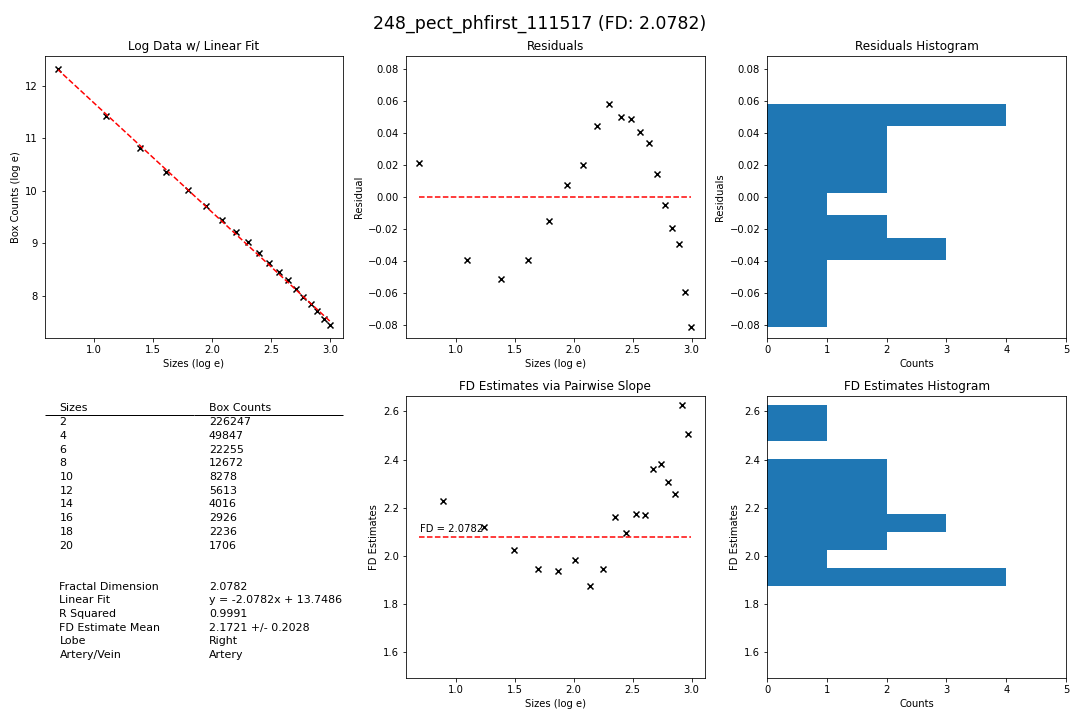 248_pect_phfirst_111517 (FD: 2.0782)
Log Data w/ Linear Fit
Box Counts (log e)
12
11
10
9
8
1.0 1.5 2.0 2.5 3.0
Sizes (log e)
Residuals
Residual
0.08
0.06
0.04
0.02
0.00
−0.02
−0.04
−0.06
−0.08
1.0 1.5 2.0 2.5 3.0
Sizes (log e)
Residuals Histogram
Residuals
0.08
0.06
0.04
0.02
0.00
−0.02
−0.04
−0.06
−0.08
0 1 2 3 4 5
Counts
Sizes Box Counts
2 226247
4 49847
6 22255
8 12672
10 8278
12 5613
14 4016
16 2926
18 2236
20 1706
Fractal Dimension 2.0782
Linear Fit y = -2.0782x + 13.7486
R Squared 0.9991
FD Estimate Mean 2.1721 +/- 0.2028
Lobe Right
Artery/Vein Artery
FD Estimates via Pairwise Slope
FD Estimates
2.6
2.4
2.2
2.0
1.8
1.6
FD = 2.0782
1.0 1.5 2.0 2.5 3.0
Sizes (log e)
FD Estimates Histogram
FD Estimates
2.6
2.4
2.2
2.0
1.8
1.6
0 1 2 3 4 5
Counts